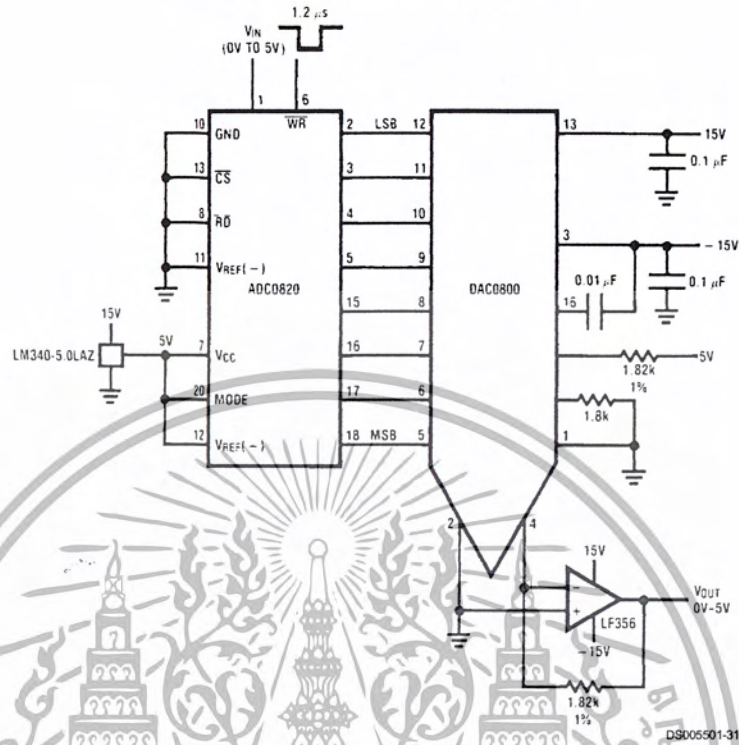 1.2 μs
VIN
(0V TO 5V)
1
6
WR
10
GND
2
LSB
12
13
15V
0.1 μF
13
CS
3
11
8
RD
4
10
3
- 15V
11
VREF(-)
5
9
0.01 μF
0.1 μF
ADC0820
DAC0800
15
8
16
15V
5V
LM340-5.0LAZ
7
VCC
16
7
5V
1.82k
1%
20
MODE
17
6
1.8k
12
VREF(-)
18
MSB
5
1
2
4
15V
-
+
LF356
VOUT
0V-5V
-15V
1.82k
1%
DS005501-31